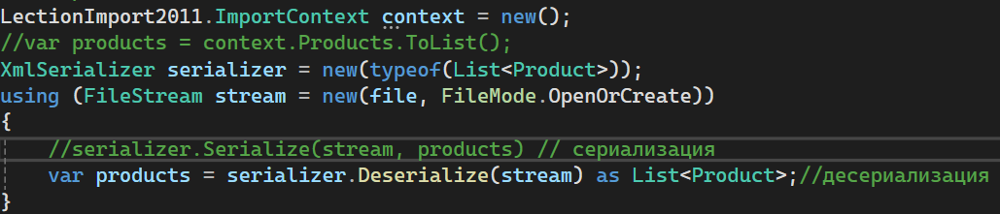 LectionImport2011.ImportContext context = new();
//var products = context.Products.ToList();
XmlSerializer serializer = new(typeof(List<Product>));
using (FileStream stream = new(file, FileMode.OpenOrCreate))
{
    //serializer.Serialize(stream, products) // сериализация
    var products = serializer.Deserialize(stream) as List<Product>;//десериализация
}